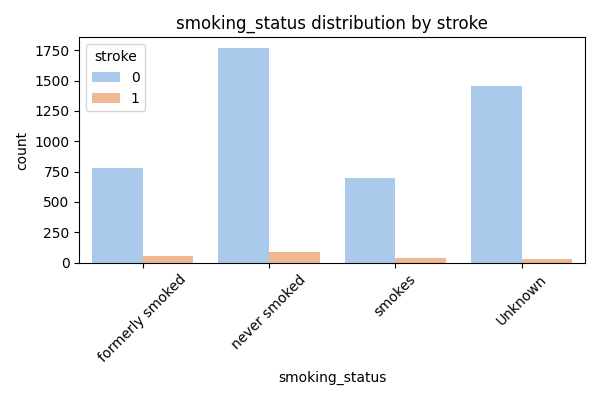 smoking_status distribution by stroke
stroke
0
1
1750
1500
1250
1000
750
500
250
0
count
formerly smoked
never smoked
smokes
Unknown
smoking_status